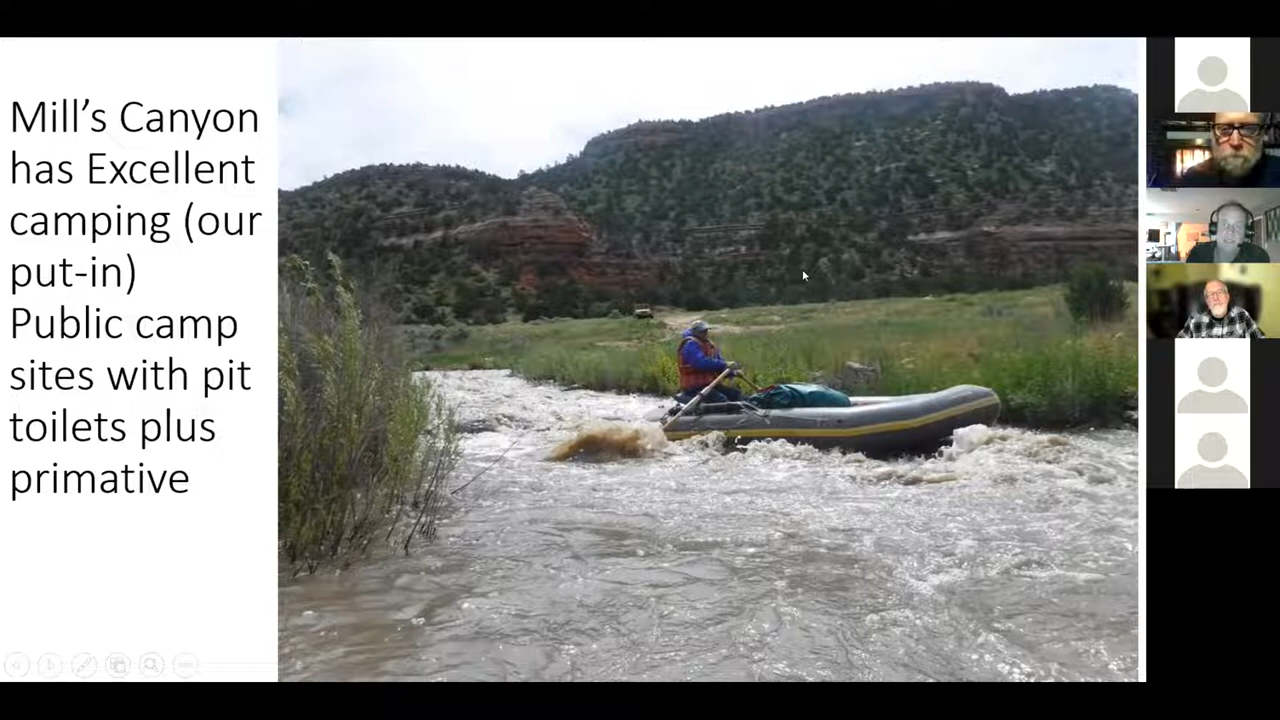 Mill's Canyon
has Excellent
camping (our
put-in)
Public camp
sites with pit
toilets plus
primative